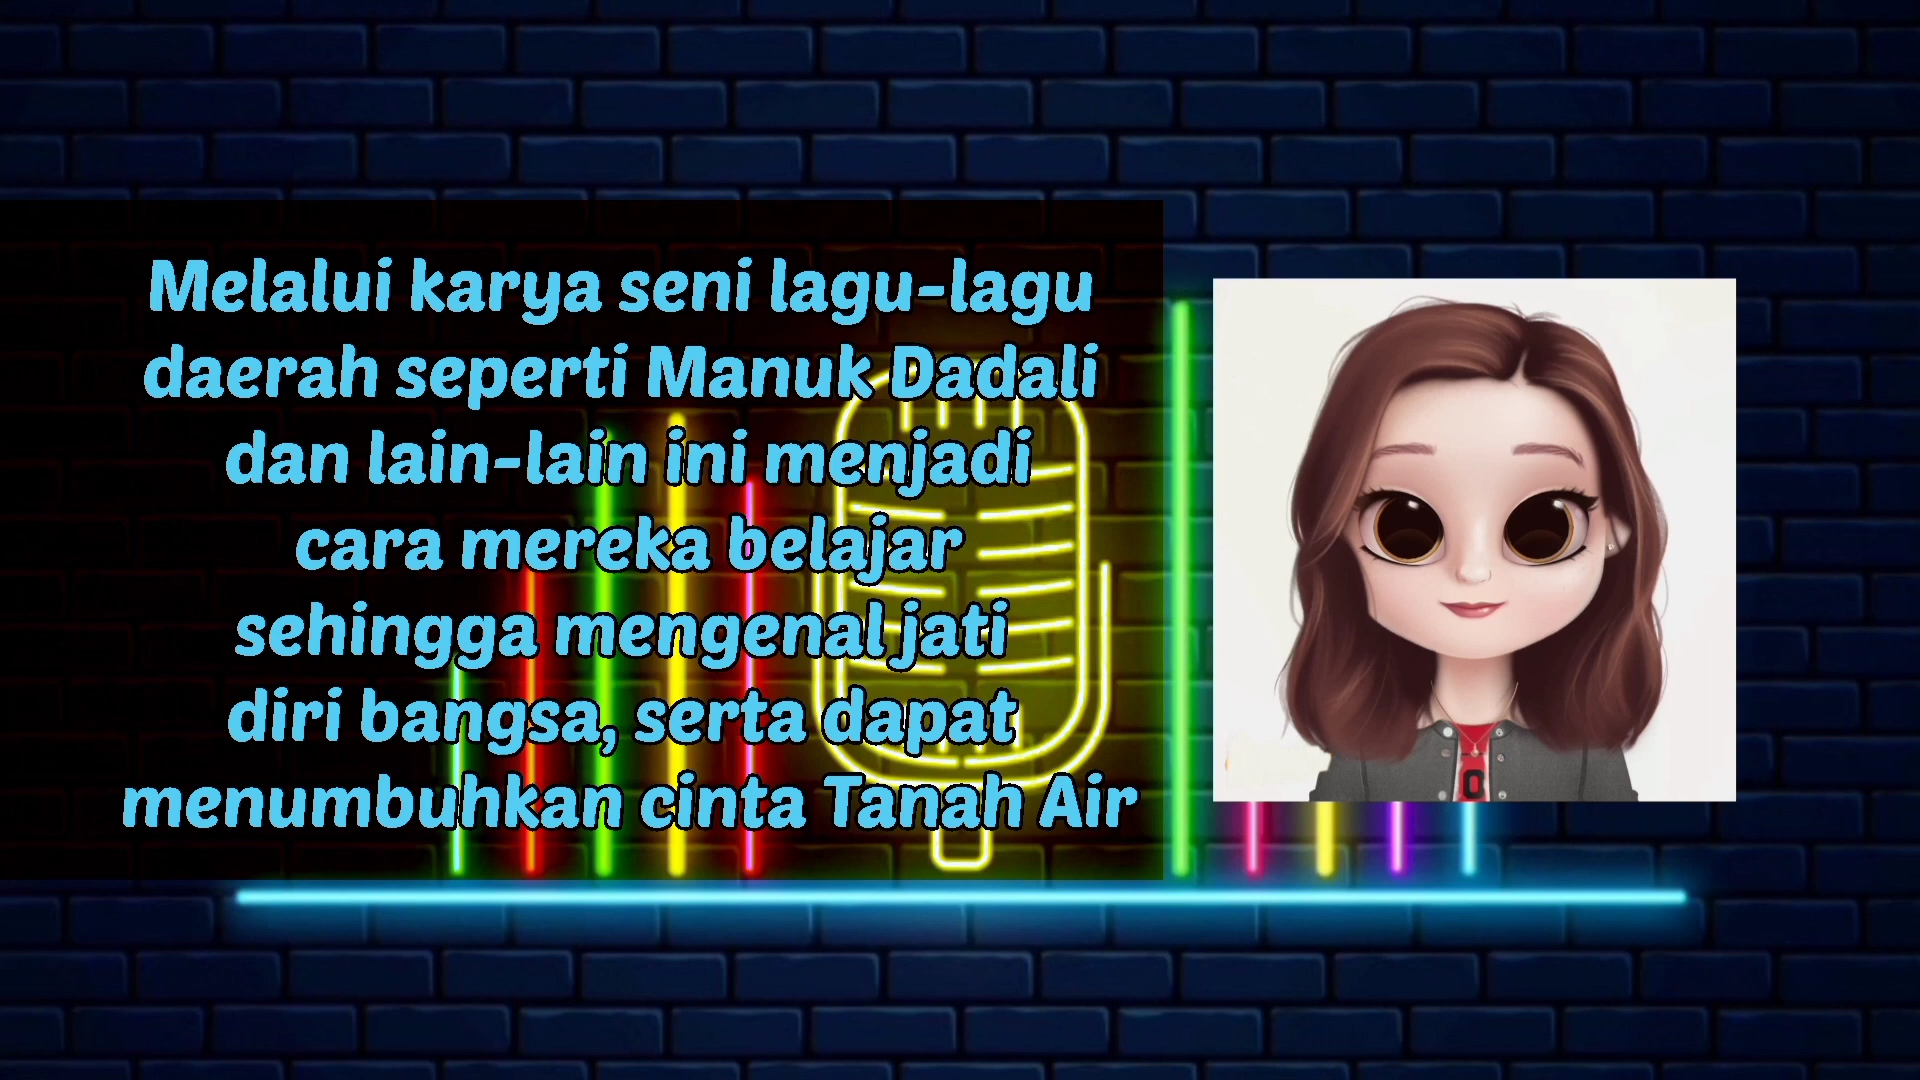 Melalui karya seni lagu-lagu
daerah seperti Manuk Dadali
dan lain-lain ini menjadi
cara mereka belajar
sehingga mengenal jati
diri bangsa, serta dapat
menumbuhkan cinta Tanah Air